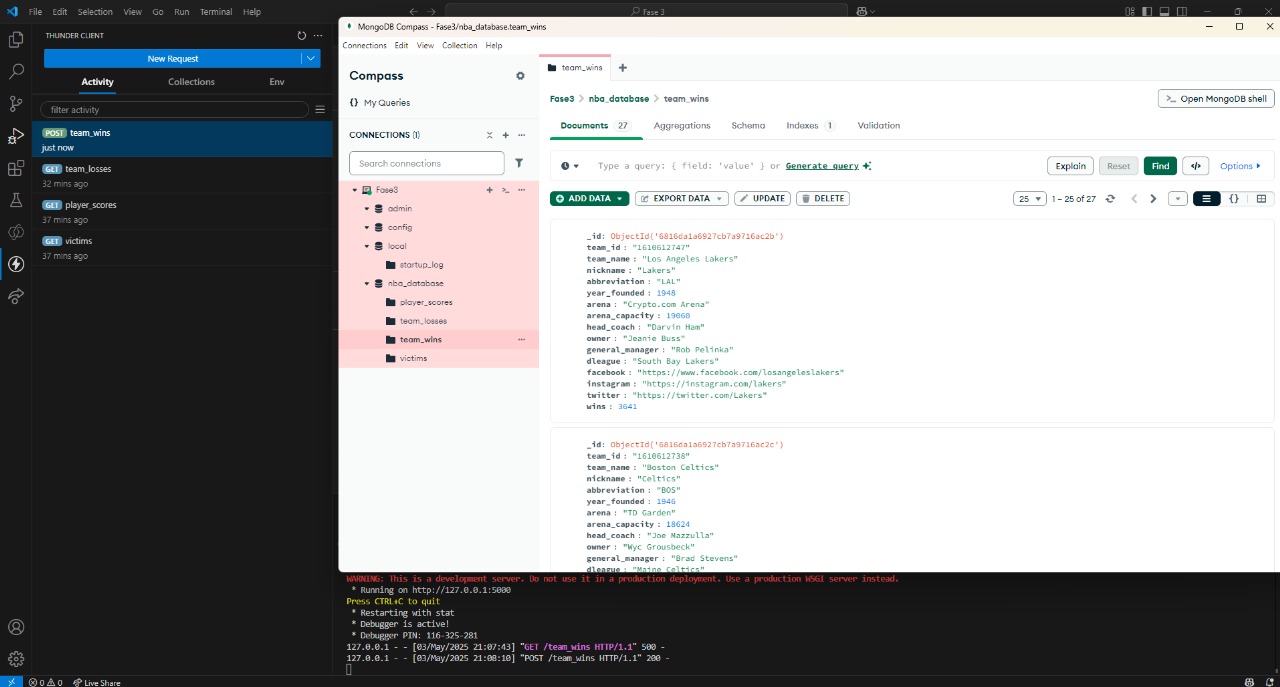 File Edit Selection View Go Run Terminal Help
Fase 3
THUNDER CLIENT
New Request
Activity Collections Env
filter activity
POST team_wins
just now
GET team_losses
32 mins ago
GET player_scores
37 mins ago
GET victims
37 mins ago
MongoDB Compass - Fase3/nba_database.team_wins
Connections Edit View Collection Help
Compass
{} My Queries
CONNECTIONS (1)
Search connections
Fase3
admin
config
local
startup_log
nba_database
player_scores
team_losses
team_wins
victims
team_wins
Fase3 > nba_database > team_wins
>_ Open MongoDB shell
Documents 27 Aggregations Schema Indexes 1 Validation
Type a query: { field: 'value' } or Generate query
Explain Reset Find </> Options
ADD DATA EXPORT DATA UPDATE DELETE
25 1 – 25 of 27
_id: ObjectId('6816da1a6927cb7a9716ac2b')
team_id : "1610612747"
team_name : "Los Angeles Lakers"
nickname : "Lakers"
abbreviation : "LAL"
year_founded : 1948
arena : "Crypto.com Arena"
arena_capacity : 19060
head_coach : "Darvin Ham"
owner : "Jeanie Buss"
general_manager : "Rob Pelinka"
dleague : "South Bay Lakers"
facebook : "https://www.facebook.com/losangeleslakers"
instagram : "https://instagram.com/lakers"
twitter : "https://twitter.com/Lakers"
wins : 3641
_id: ObjectId('6816da1a6927cb7a9716ac2c')
team_id : "1610612738"
team_name : "Boston Celtics"
nickname : "Celtics"
abbreviation : "BOS"
year_founded : 1946
arena : "TD Garden"
arena_capacity : 18624
head_coach : "Joe Mazzulla"
owner : "Wyc Grousbeck"
general_manager : "Brad Stevens"
dleague : "Maine Celtics"
WARNING: This is a development server. Do not use it in a production deployment. Use a production WSGI server instead.
* Running on http://127.0.0.1:5000
Press CTRL+C to quit
* Restarting with stat
* Debugger is active!
* Debugger PIN: 116-325-281
127.0.0.1 - - [03/May/2025 21:07:43] "GET /team_wins HTTP/1.1" 500 -
127.0.0.1 - - [03/May/2025 21:08:10] "POST /team_wins HTTP/1.1" 200 -
0 0 0 Live Share